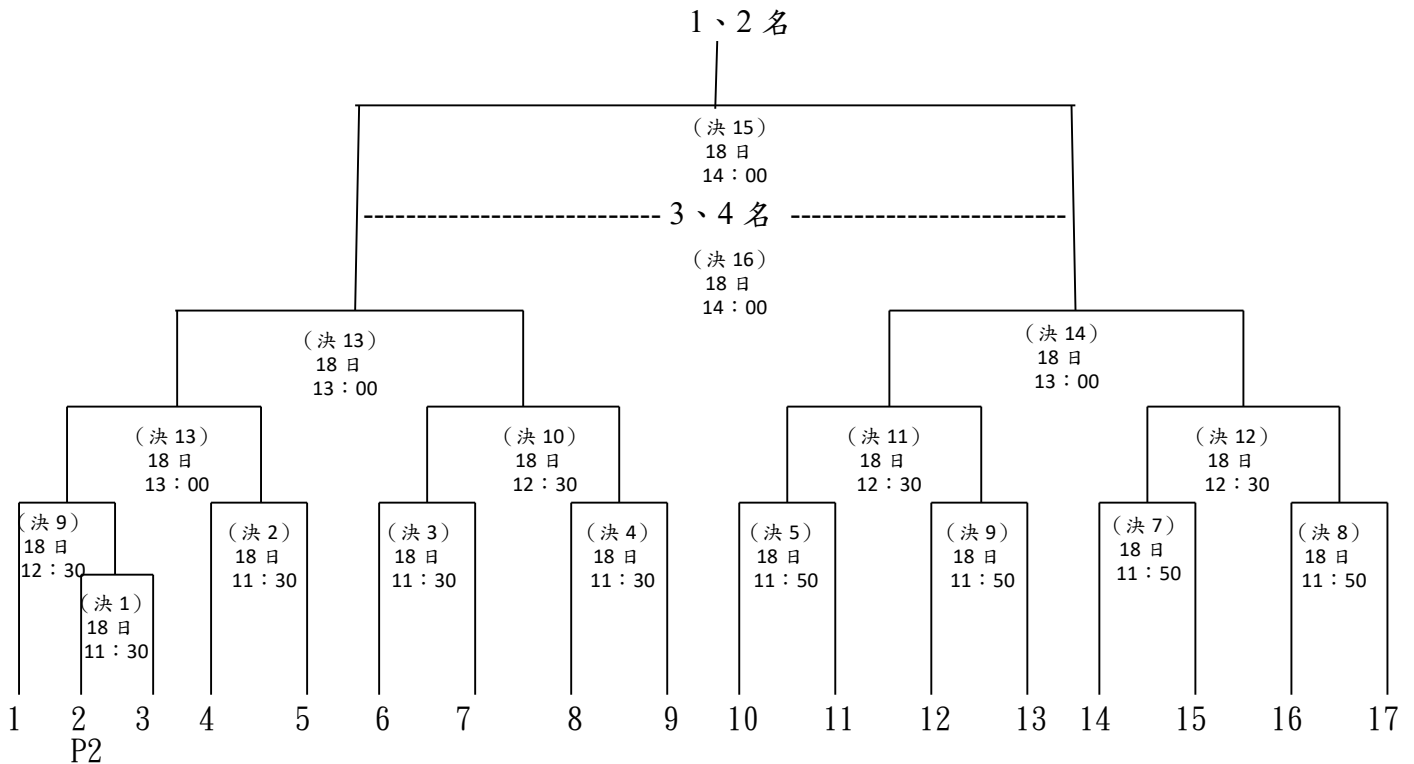 1、2 名
（決 15）
18 日
14：00
3、4 名
（決 16）
18 日
14：00
（決 13）
18 日
13：00
（決 14）
18 日
13：00
（決 13）
18 日
13：00
（決 10）
18 日
12：30
（決 11）
18 日
12：30
（決 12）
18 日
12：30
（決 9）
18 日
12：30
（決 2）
18 日
11：30
（決 3）
18 日
11：30
（決 4）
18 日
11：30
（決 5）
18 日
11：50
（決 9）
18 日
11：50
（決 7）
18 日
11：50
（決 8）
18 日
11：50
（決 1）
18 日
11：30
1 2 3 4 5 6 7 8 9 10 11 12 13 14 15 16 17
P2